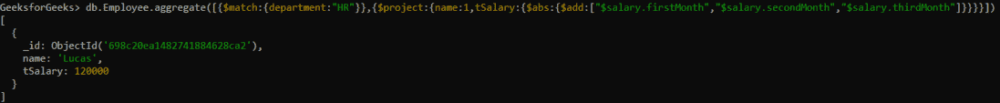 GeeksforGeeks> db.Employee.aggregate([{$match:{department:"HR"}},{$project:{name:1,tSalary:{$abs:{$add:["$salary.firstMonth","$salary.secondMonth","$salary.thirdMonth"]}}}}])
[
  {
    _id: ObjectId('698c20ea1482741884628ca2'),
    name: 'Lucas',
    tSalary: 120000
  }
]